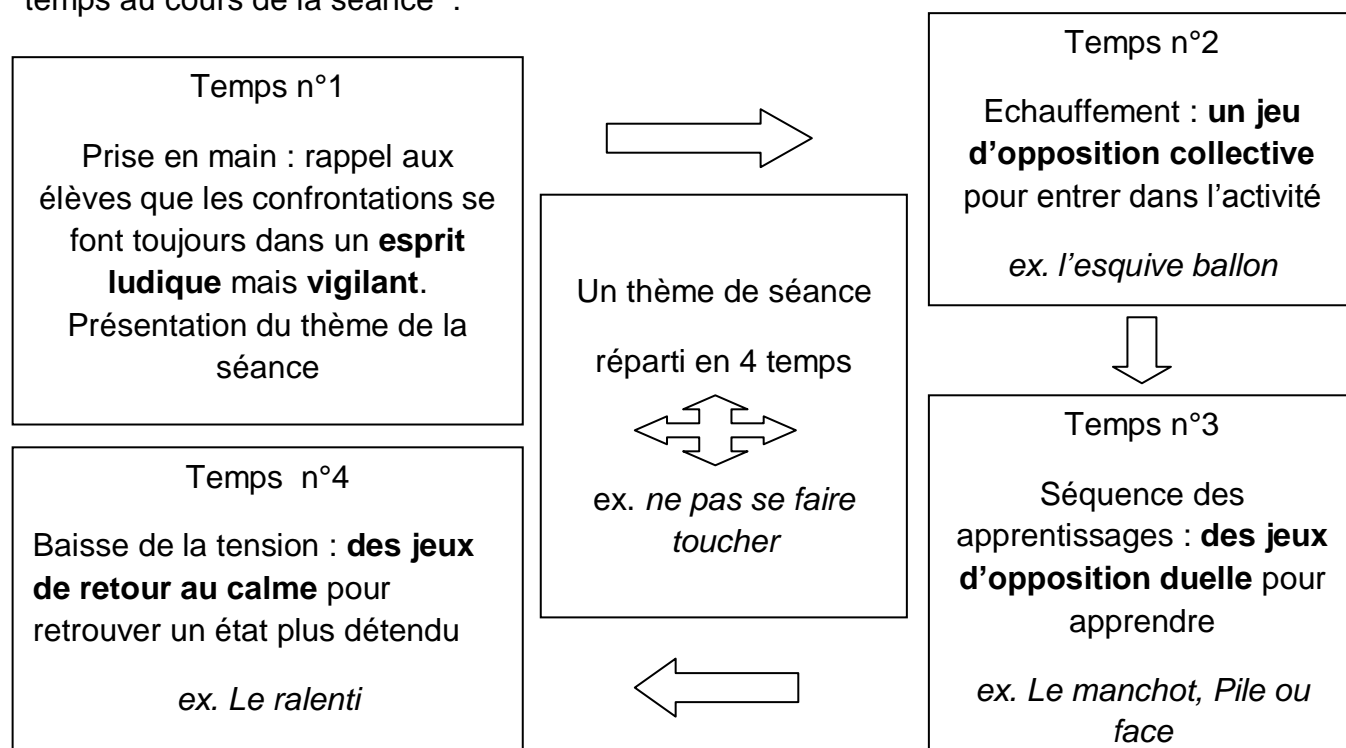 temps au cours de la séance :
Temps n°1
Prise en main : rappel aux
élèves que les confrontations se
font toujours dans un esprit
ludique mais vigilant.
Présentation du thème de la
séance
Temps n°2
Echauffement : un jeu
d’opposition collective
pour entrer dans l’activité
ex. l’esquive ballon
Un thème de séance
réparti en 4 temps
ex. ne pas se faire
toucher
Temps n°3
Séquence des
apprentissages : des jeux
d’opposition duelle pour
apprendre
ex. Le manchot, Pile ou
face
Temps n°4
Baisse de la tension : des jeux
de retour au calme pour
retrouver un état plus détendu
ex. Le ralenti